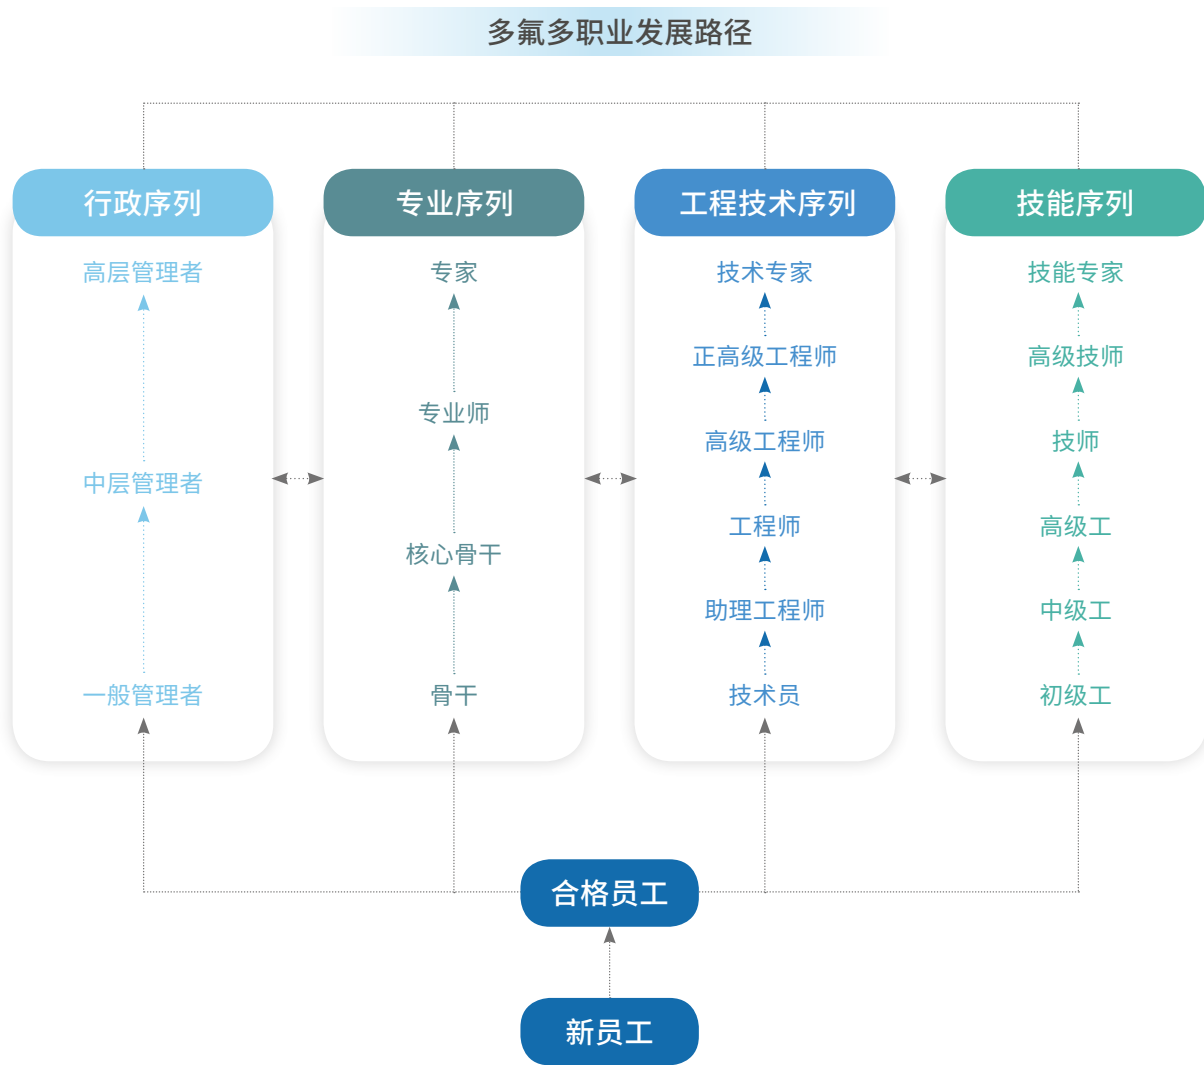 多氟多职业发展路径
行政序列
高层管理者
中层管理者
一般管理者
专业序列
专家
专业师
核心骨干
骨干
工程技术序列
技术专家
正高级工程师
高级工程师
工程师
助理工程师
技术员
技能序列
技能专家
高级技师
技师
高级工
中级工
初级工
合格员工
新员工